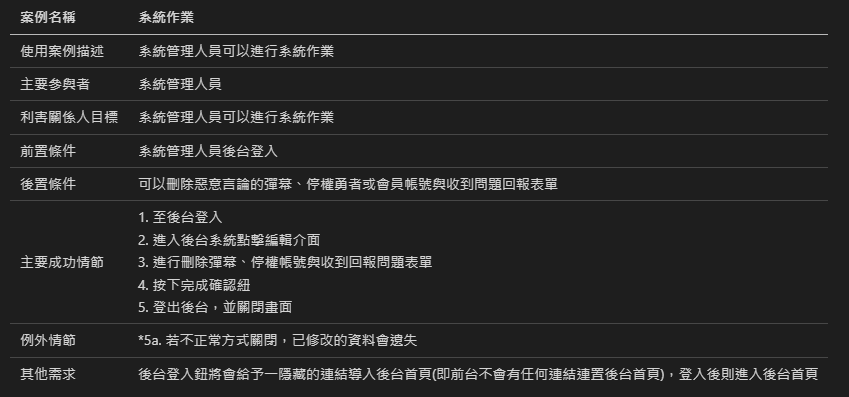 案例名稱 系統作業
使用案例描述 系統管理人員可以進行系統作業
主要參與者 系統管理人員
利害關係人目標 系統管理人員可以進行系統作業
前置條件 系統管理人員後台登入
後置條件 可以刪除惡意言論的彈幕、停權勇者或會員帳號與收到問題回報表單
主要成功情節
1. 至後台登入
2. 進入後台系統點擊編輯介面
3. 進行刪除彈幕、停權帳號與收到回報問題表單
4. 按下完成確認紐
5. 登出後台，並關閉畫面
例外情節 *5a. 若不正常方式關閉，已修改的資料會遺失
其他需求 後台登入鈕將會給予一隱藏的連結導入後台首頁(即前台不會有任何連結連置後台首頁)，登入後則進入後台首頁